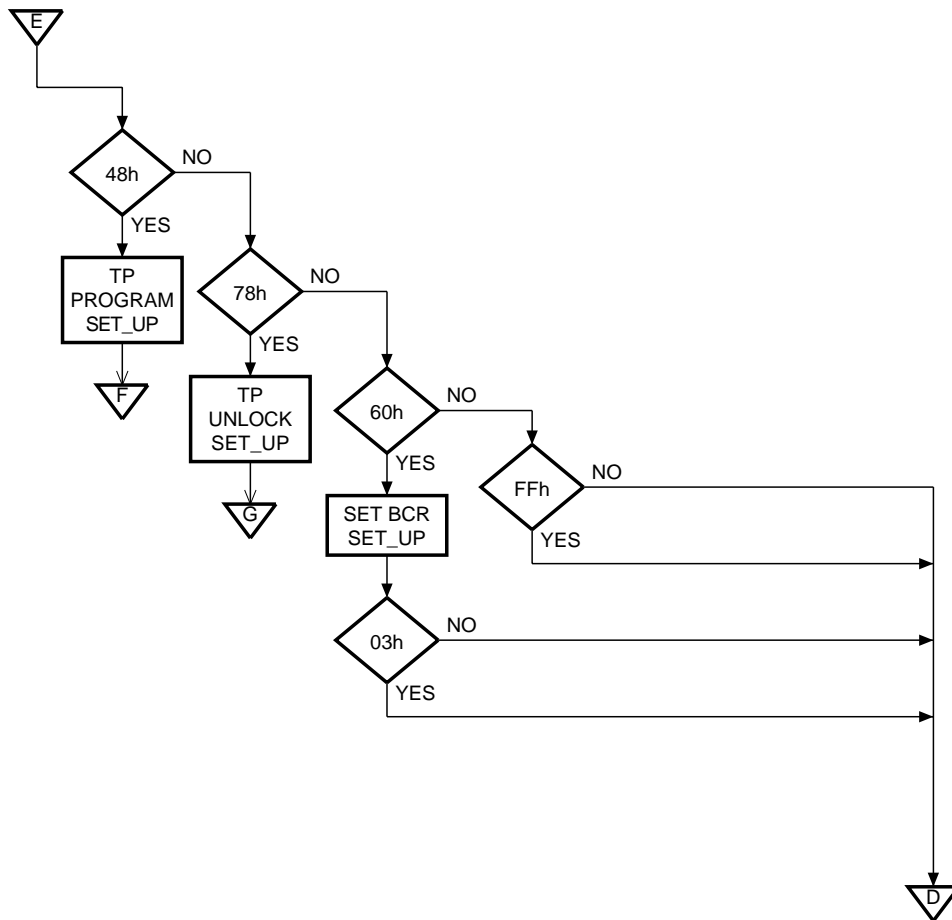 E
48h
NO
YES
TP
PROGRAM
SET_UP
F
78h
NO
YES
TP
UNLOCK
SET_UP
G
60h
NO
YES
SET BCR
SET_UP
FFh
NO
YES
03h
NO
YES
D